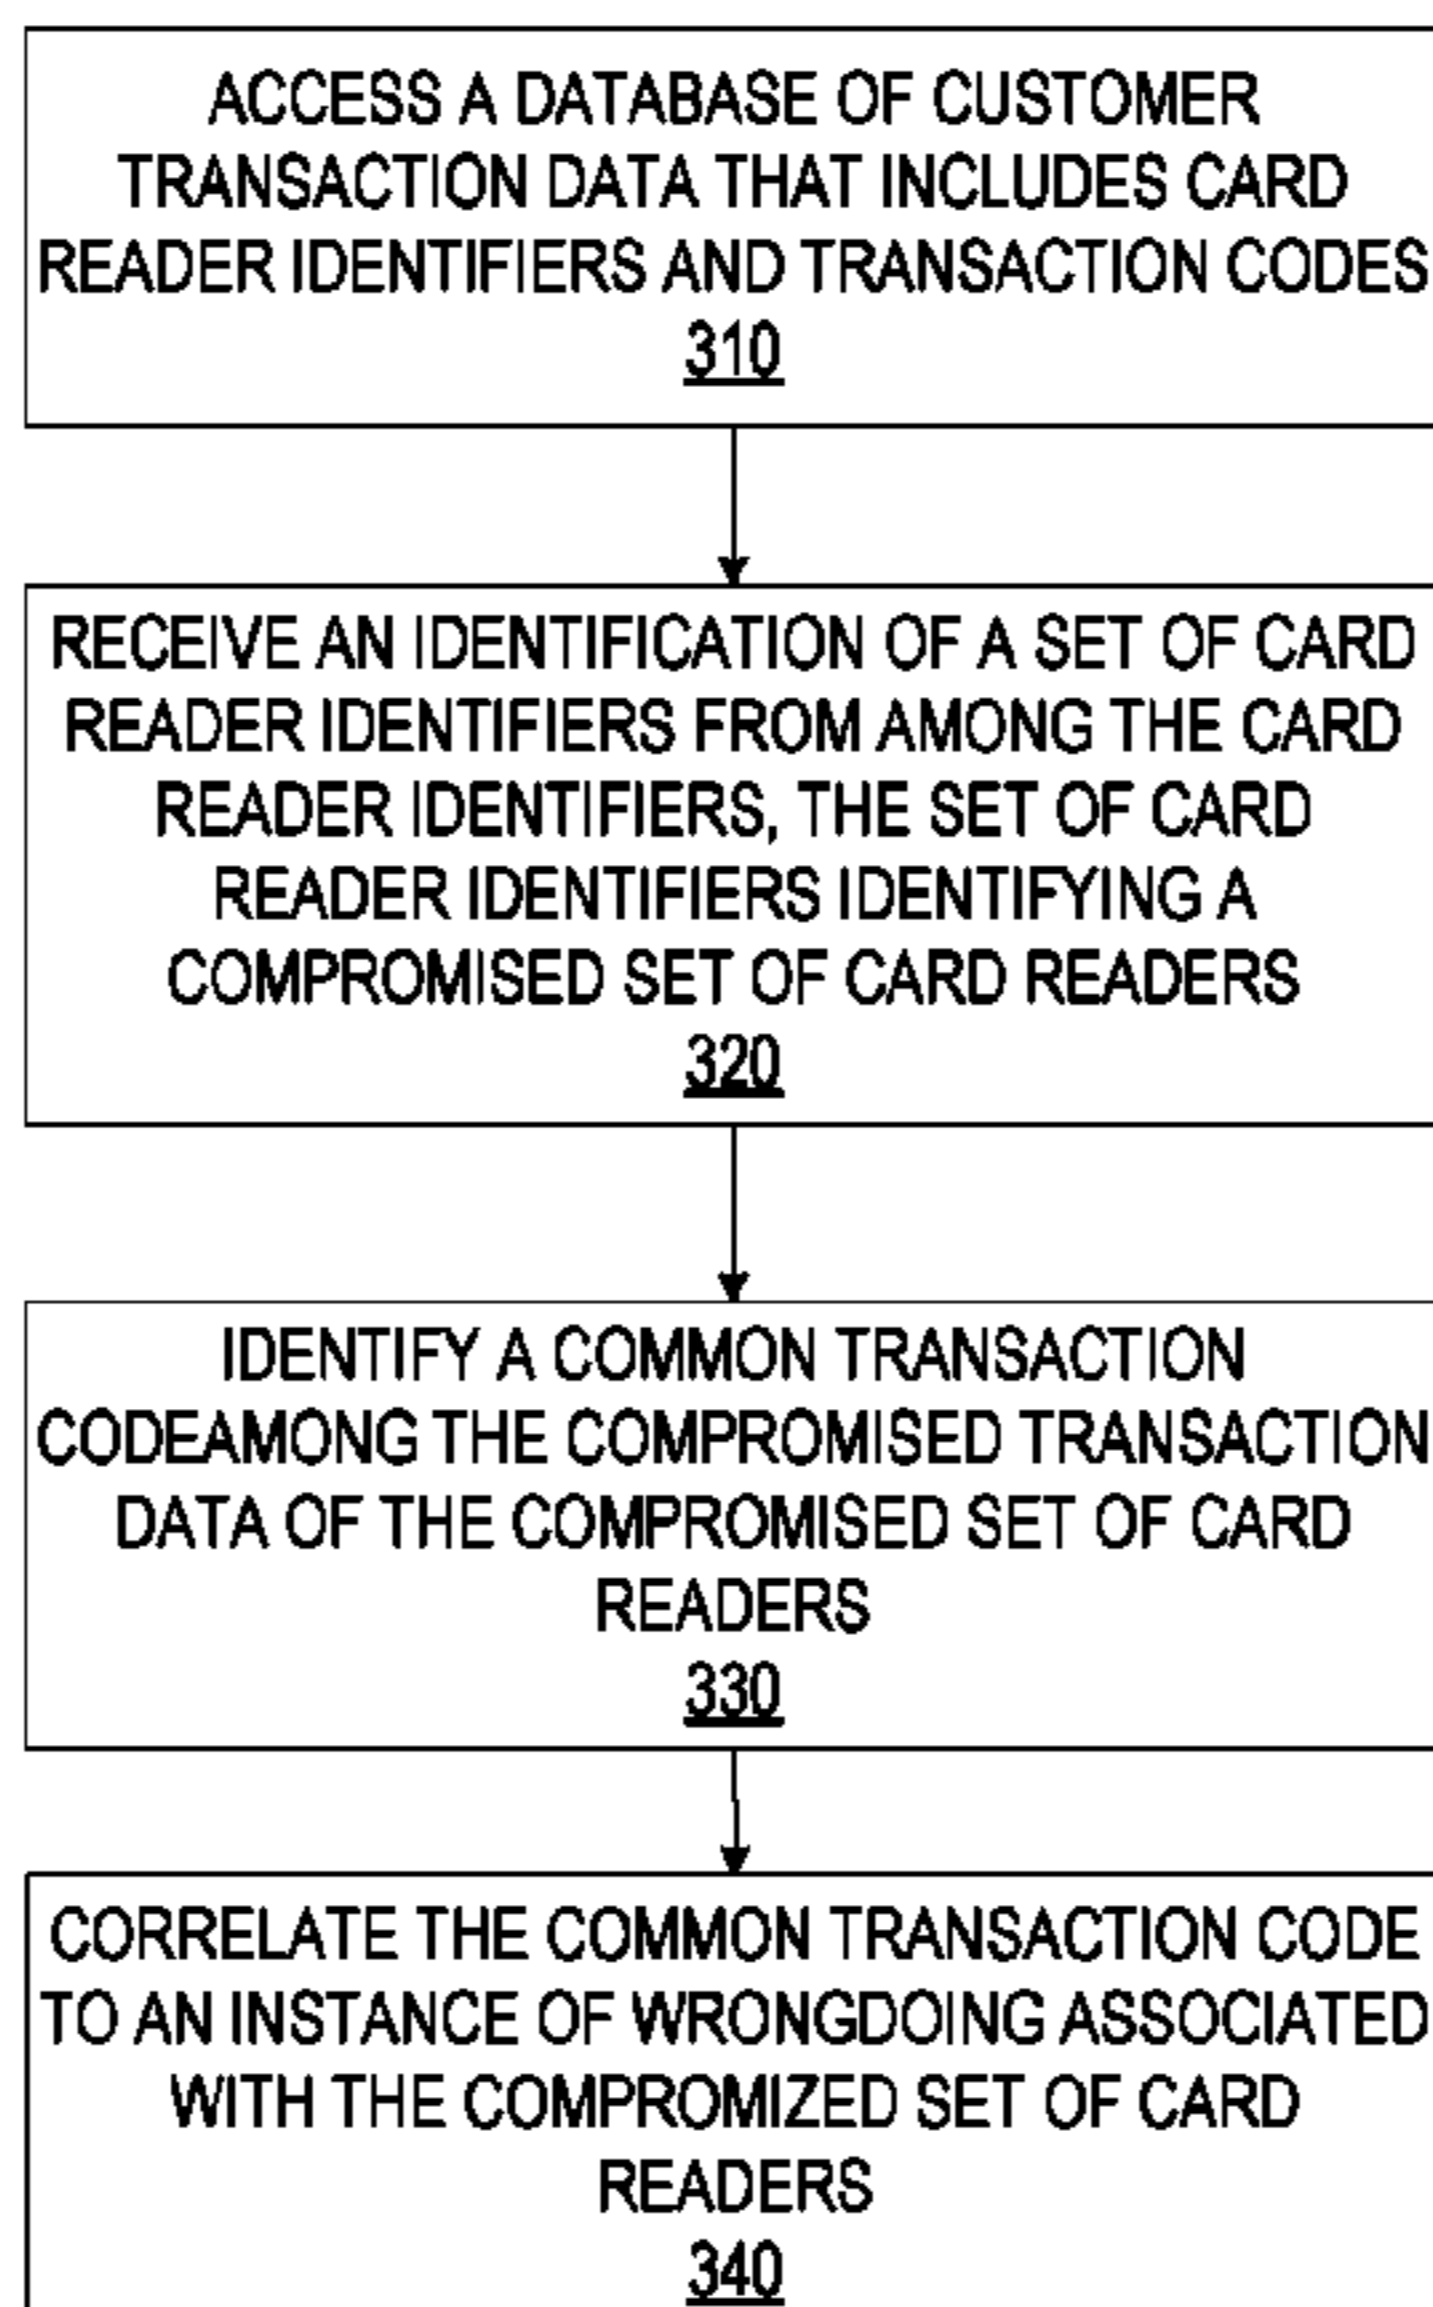 ACCESS A DATABASE OF CUSTOMER
TRANSACTION DATA THAT INCLUDES CARD
READER IDENTIFIERS AND TRANSACTION CODES
310
RECEIVE AN IDENTIFICATION OF A SET OF CARD
READER IDENTIFIERS FROM AMONG THE CARD
READER IDENTIFIERS, THE SET OF CARD
READER IDENTIFIERS IDENTIFYING A
COMPROMISED SET OF CARD READERS
320
IDENTIFY A COMMON TRANSACTION
CODEAMONG THE COMPROMISED TRANSACTION
DATA OF THE COMPROMISED SET OF CARD
READERS
330
CORRELATE THE COMMON TRANSACTION CODE
TO AN INSTANCE OF WRONGDOING ASSOCIATED
WITH THE COMPROMIZED SET OF CARD
READERS
340